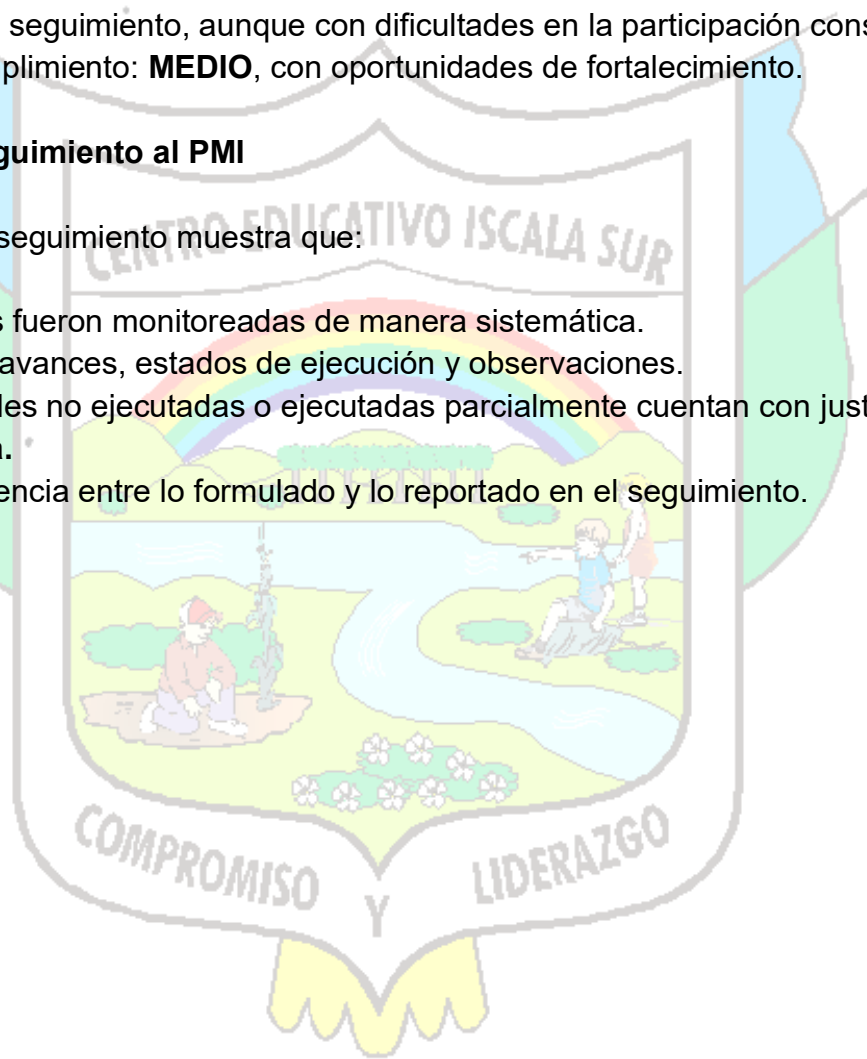 seguimiento, aunque con dificultades en la participación cons
plimiento: MEDIO, con oportunidades de fortalecimiento.
guimiento al PMI
CENTRO EDUCATIVO ISCALA SUR
seguimiento muestra que:
s fueron monitoreadas de manera sistemática.
avances, estados de ejecución y observaciones.
des no ejecutadas o ejecutadas parcialmente cuentan con just
a.
encia entre lo formulado y lo reportado en el seguimiento.
COMPROMISO Y LIDERAZGO